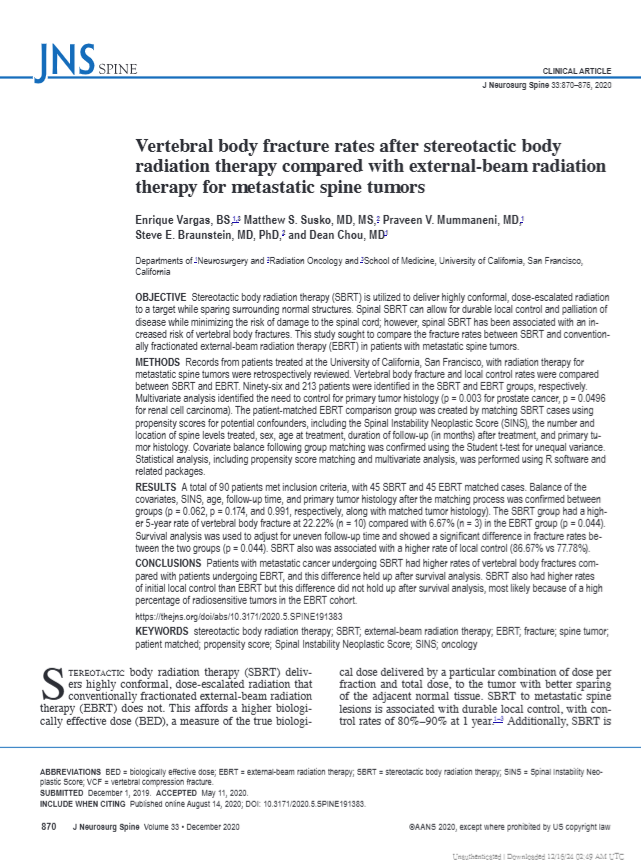 JNS SPINE
CLINICAL ARTICLE
J Neurosurg Spine 33:870–876, 2020
Vertebral body fracture rates after stereotactic body
radiation therapy compared with external-beam radiation
therapy for metastatic spine tumors
Enrique Vargas, BS,1,3 Matthew S. Susko, MD, MS,2 Praveen V. Mummaneni, MD,1
Steve E. Braunstein, MD, PhD,2 and Dean Chou, MD1
Departments of 1Neurosurgery and 2Radiation Oncology and 3School of Medicine, University of California, San Francisco,
California
OBJECTIVE Stereotactic body radiation therapy (SBRT) is utilized to deliver highly conformal, dose-escalated radiation
to a target while sparing surrounding normal structures. Spinal SBRT can allow for durable local control and palliation of
disease while minimizing the risk of damage to the spinal cord; however, spinal SBRT has been associated with an in-
creased risk of vertebral body fractures. This study sought to compare the fracture rates between SBRT and convention-
ally fractionated external-beam radiation therapy (EBRT) in patients with metastatic spine tumors.
METHODS Records from patients treated at the University of California, San Francisco, with radiation therapy for
metastatic spine tumors were retrospectively reviewed. Vertebral body fracture and local control rates were compared
between SBRT and EBRT. Ninety-six and 213 patients were identified in the SBRT and EBRT groups, respectively.
Multivariate analysis identified the need to control for primary tumor histology (p = 0.003 for prostate cancer, p = 0.0496
for renal cell carcinoma). The patient-matched EBRT comparison group was created by matching SBRT cases using
propensity scores for potential confounders, including the Spinal Instability Neoplastic Score (SINS), the number and
location of spine levels treated, sex, age at treatment, duration of follow-up (in months) after treatment, and primary tu-
mor histology. Covariate balance following group matching was confirmed using the Student t-test for unequal variance.
Statistical analysis, including propensity score matching and multivariate analysis, was performed using R software and
related packages.
RESULTS A total of 90 patients met inclusion criteria, with 45 SBRT and 45 EBRT matched cases. Balance of the
covariates, SINS, age, follow-up time, and primary tumor histology after the matching process was confirmed between
groups (p = 0.062, p = 0.174, and 0.991, respectively, along with matched tumor histology). The SBRT group had a high-
er 5-year rate of vertebral body fracture at 22.22% (n = 10) compared with 6.67% (n = 3) in the EBRT group (p = 0.044).
Survival analysis was used to adjust for uneven follow-up time and showed a significant difference in fracture rates be-
tween the two groups (p = 0.044). SBRT also was associated with a higher rate of local control (86.67% vs 77.78%).
CONCLUSIONS Patients with metastatic cancer undergoing SBRT had higher rates of vertebral body fractures com-
pared with patients undergoing EBRT, and this difference held up after survival analysis. SBRT also had higher rates
of initial local control than EBRT but this difference did not hold up after survival analysis, most likely because of a high
percentage of radiosensitive tumors in the EBRT cohort.
https://thejns.org/doi/abs/10.3171/2020.5.SPINE191383
KEYWORDS stereotactic body radiation therapy; SBRT; external-beam radiation therapy; EBRT; fracture; spine tumor;
patient matched; propensity score; Spinal Instability Neoplastic Score; SINS; oncology
STEREOTACTIC body radiation therapy (SBRT) deliv-
ers highly conformal, dose-escalated radiation that
conventionally fractionated external-beam radiation
therapy (EBRT) does not. This affords a higher biologi-
cally effective dose (BED), a measure of the true biologi-
cal dose delivered by a particular combination of dose per
fraction and total dose, to the tumor with better sparing
of the adjacent normal tissue. SBRT to metastatic spine
lesions is associated with durable local control, with con-
trol rates of 80%–90% at 1 year.1–3 Additionally, SBRT is
ABBREVIATIONS BED = biologically effective dose; EBRT = external-beam radiation therapy; SBRT = stereotactic body radiation therapy; SINS = Spinal Instability Neo-
plastic Score; VCF = vertebral compression fracture.
SUBMITTED December 1, 2019. ACCEPTED May 11, 2020.
INCLUDE WHEN CITING Published online August 14, 2020; DOI: 10.3171/2020.5.SPINE191383.
870 J Neurosurg Spine Volume 33 • December 2020
©AANS 2020, except where prohibited by US copyright law
Unauthenticated | Downloaded 12/16/24 02:49 AM UTC